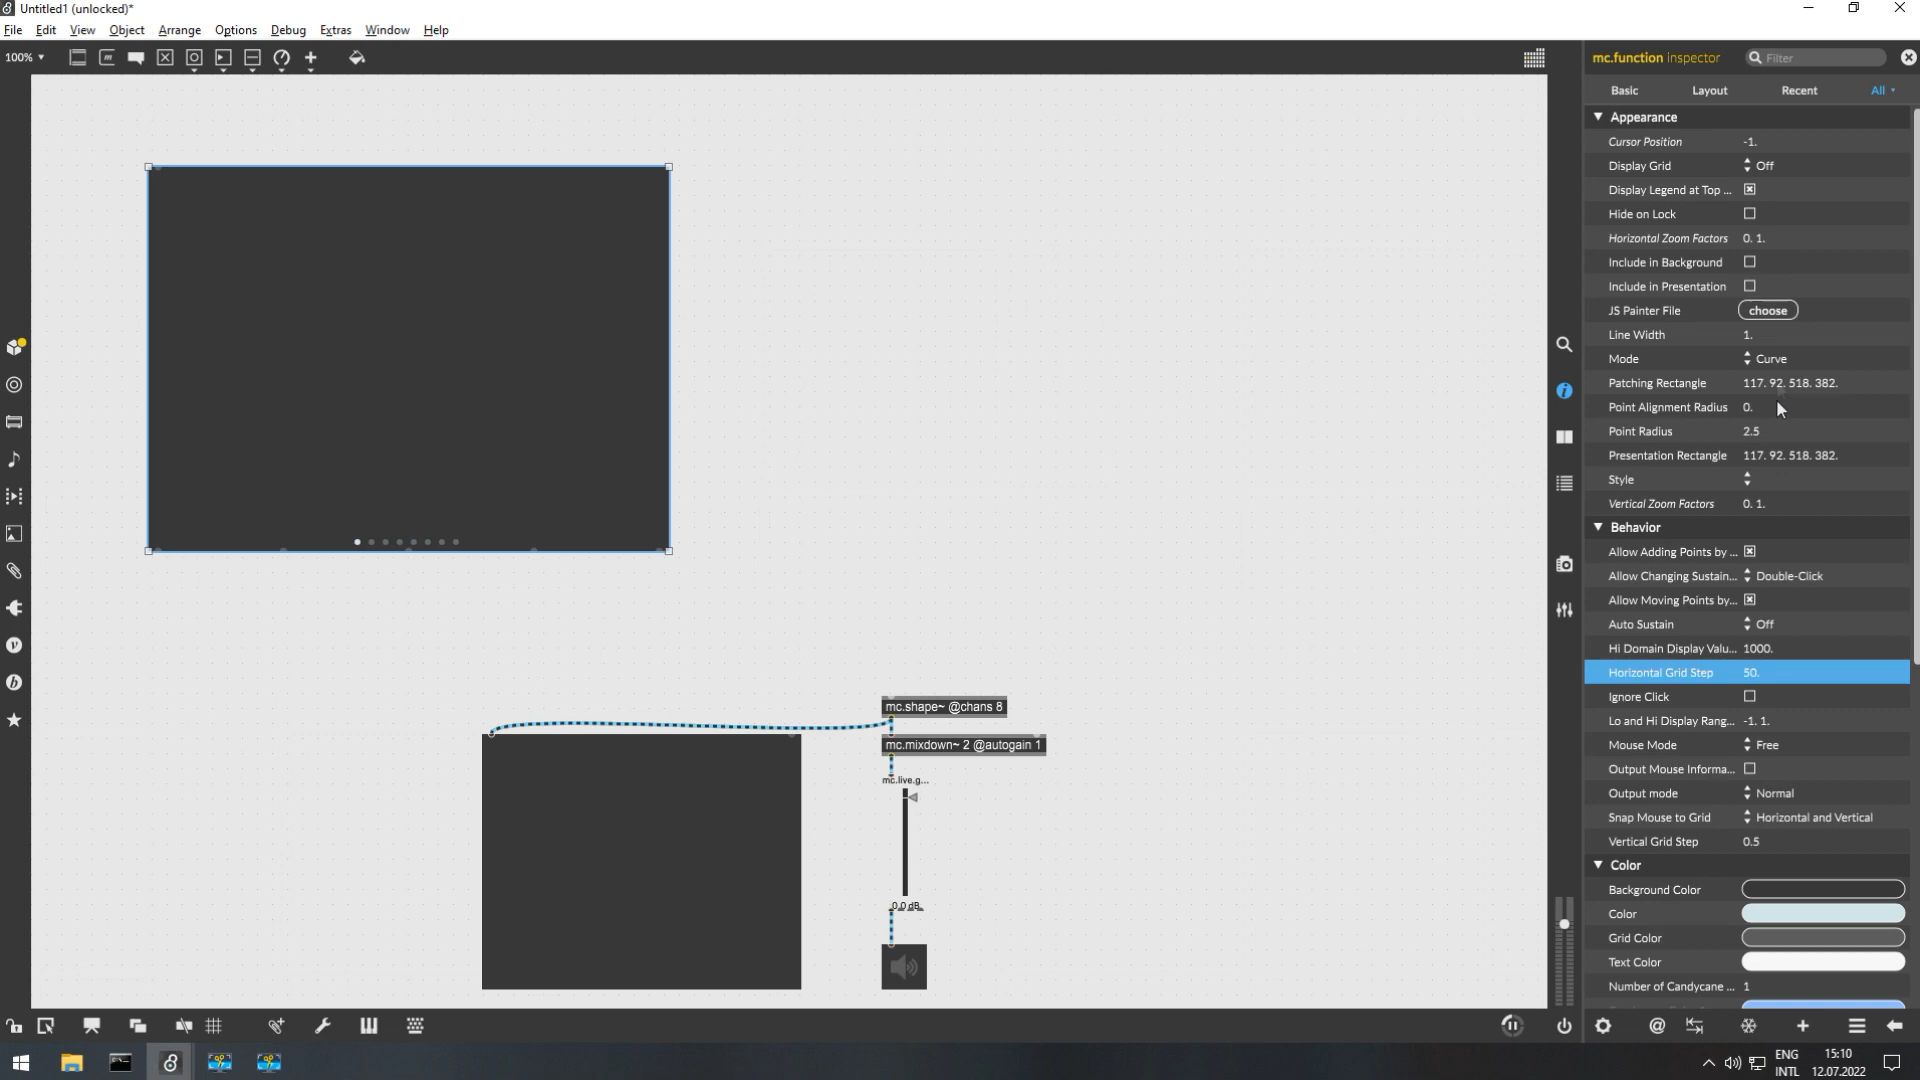 Untitled1 (unlocked)*
File Edit View Object Arrange Options Debug Extras Window Help
100%
mc.function inspector
Filter
Basic Layout Recent All
Appearance
Cursor Position -1.
Display Grid Off
Display Legend at Top ...
Hide on Lock
Horizontal Zoom Factors 0. 1.
Include in Background
Include in Presentation
JS Painter File choose
Line Width 1.
Mode Curve
Patching Rectangle 117. 92. 518. 382.
Point Alignment Radius 0.
Point Radius 2.5
Presentation Rectangle 117. 92. 518. 382.
Style
Vertical Zoom Factors 0. 1.
Behavior
Allow Adding Points by ...
Allow Changing Sustain... Double-Click
Allow Moving Points by...
Auto Sustain Off
Hi Domain Display Valu... 1000.
Horizontal Grid Step 50.
Ignore Click
Lo and Hi Display Rang... -1. 1.
Mouse Mode Free
Output Mouse Informa...
Output mode Normal
Snap Mouse to Grid Horizontal and Vertical
Vertical Grid Step 0.5
Color
Background Color
Color
Grid Color
Text Color
Number of Candycane ... 1
mc.shape~ @chans 8
mc.mixdown~ 2 @autogain 1
mc.live.g...
0.0 dB
ENG
INTL
15:10
12.07.2022